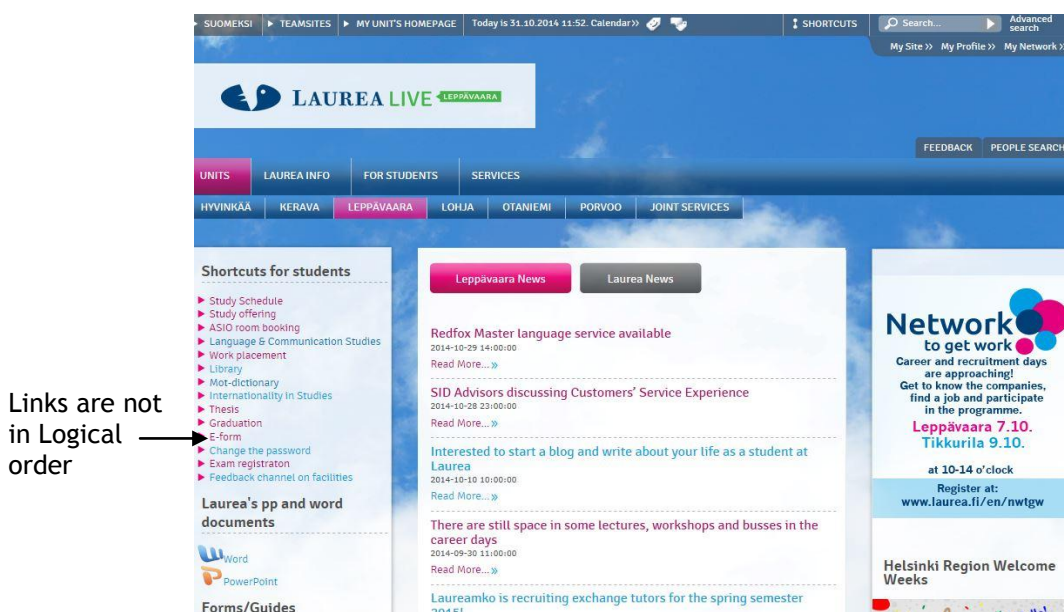 SUOMEKSI TEAMSITES MY UNIT'S HOMEPAGE Today is 31.10.2014 11:52. Calendar» SHORTCUTS Search... Advanced search
My Site » My Profile » My Network »
LAUREA LIVE LEPPÄVAARA
FEEDBACK PEOPLE SEARCH
UNITS LAUREA INFO FOR STUDENTS SERVICES
HYVINKÄÄ KERAVA LEPPÄVAARA LOHJA OTANIEMI PORVOO JOINT SERVICES
Links are not
in Logical
order
Shortcuts for students
Study Schedule
Study offering
ASIO room booking
Language & Communication Studies
Work placement
Library
Mot-dictionary
Internationality in Studies
Thesis
Graduation
E-form
Change the password
Exam registraton
Feedback channel on facilities
Laurea's pp and word
documents
Word
PowerPoint
Forms/Guides
Leppävaara News Laurea News
Redfox Master language service available
2014-10-29 14:00:00
Read More... »
SID Advisors discussing Customers' Service Experience
2014-10-28 23:00:00
Read More... »
Interested to start a blog and write about your life as a student at
Laurea
2014-10-10 10:00:00
Read More... »
There are still space in some lectures, workshops and busses in the
career days
2014-09-30 11:00:00
Read More... »
Laureamko is recruiting exchange tutors for the spring semester
2015!
Network
to get work
Career and recruitment days
are approaching!
Get to know the companies,
find a job and participate
in the programme.
Leppävaara 7.10.
Tikkurila 9.10.
at 10-14 o'clock
Register at:
www.laurea.fi/en/nwtgw
Helsinki Region Welcome
Weeks